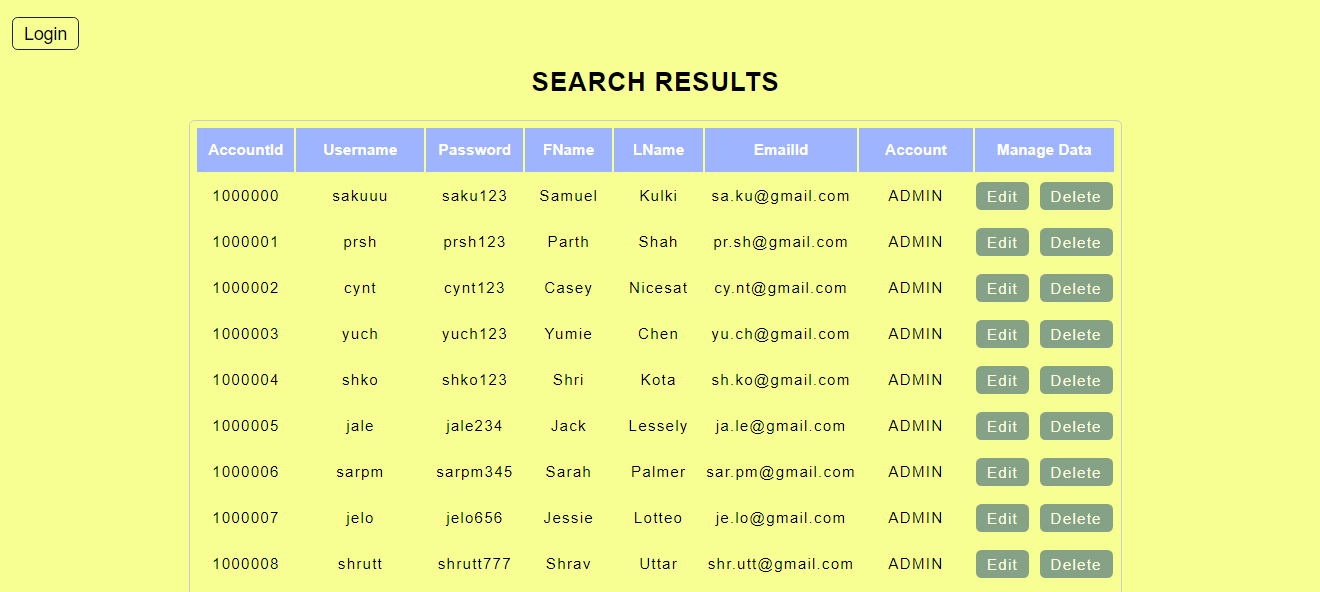 Login
SEARCH RESULTS
AccountId Username Password FName LName EmailId Account Manage Data
1000000 sakuuu saku123 Samuel Kulki sa.ku@gmail.com ADMIN Edit Delete
1000001 prsh prsh123 Parth Shah pr.sh@gmail.com ADMIN Edit Delete
1000002 cynt cynt123 Casey Nicesat cy.nt@gmail.com ADMIN Edit Delete
1000003 yuch yuch123 Yumie Chen yu.ch@gmail.com ADMIN Edit Delete
1000004 shko shko123 Shri Kota sh.ko@gmail.com ADMIN Edit Delete
1000005 jale jale234 Jack Lessely ja.le@gmail.com ADMIN Edit Delete
1000006 sarpm sarpm345 Sarah Palmer sar.pm@gmail.com ADMIN Edit Delete
1000007 jelo jelo656 Jessie Lotteo je.lo@gmail.com ADMIN Edit Delete
1000008 shrutt shrutt777 Shrav Uttar shr.utt@gmail.com ADMIN Edit Delete